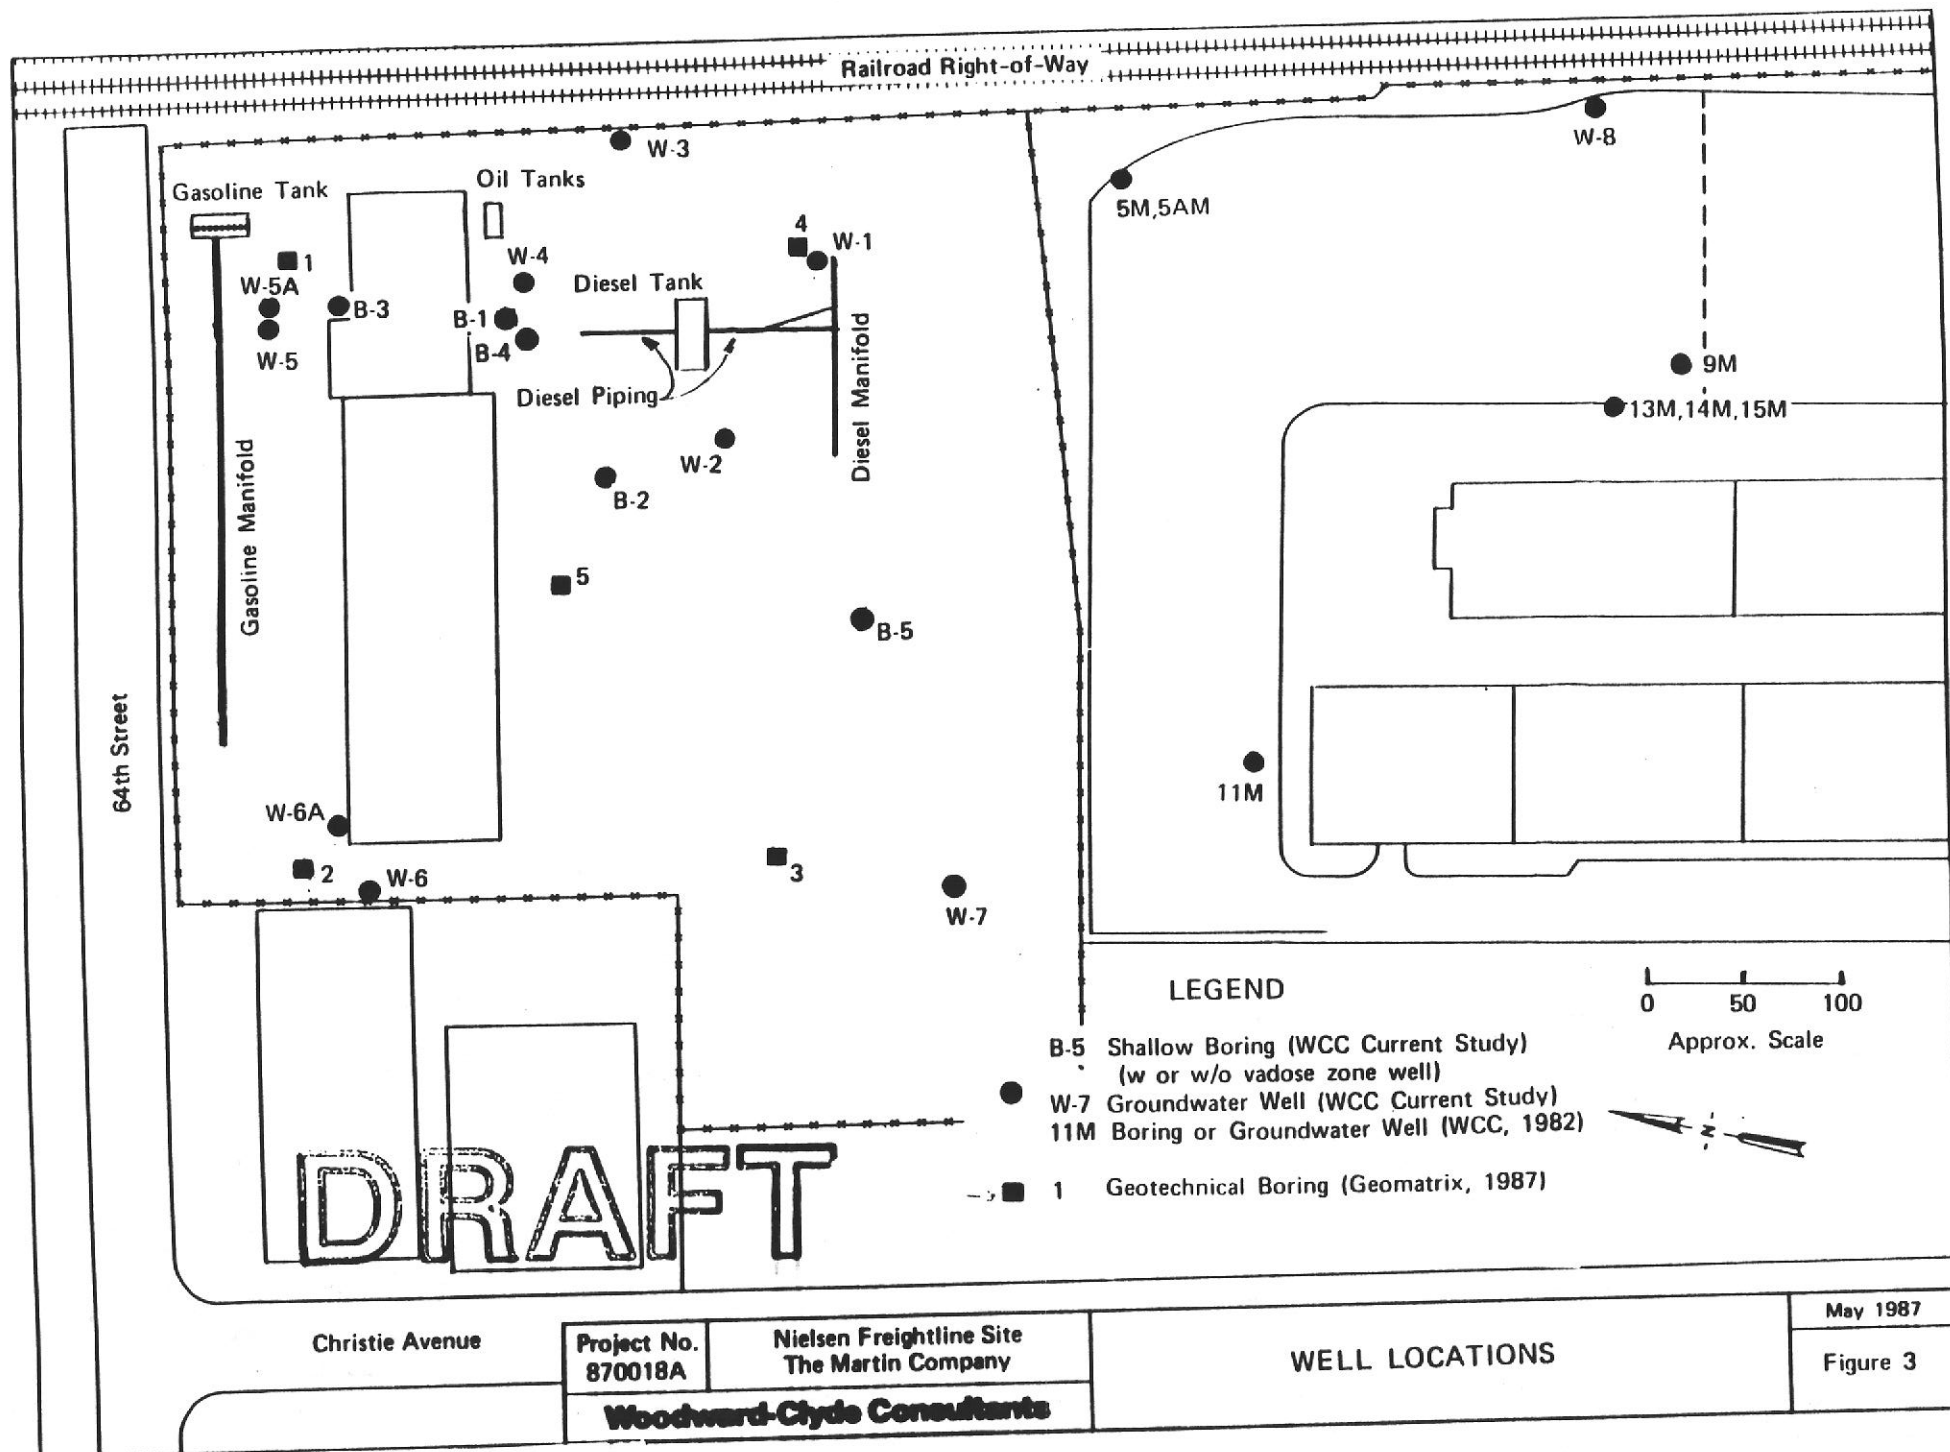 Railroad Right-of-Way
W-3
W-8
Gasoline Tank
Oil Tanks
5M,5AM
4
W-1
1
W-4
W-5A
Diesel Tank
B-3
B-1
B-4
W-5
9M
Diesel Piping
Diesel Manifold
13M,14M,15M
W-2
B-2
Gasoline Manifold
5
B-5
64th Street
11M
W-6A
2
W-6
3
W-7
LEGEND
0 50 100
Approx. Scale
B-5 Shallow Boring (WCC Current Study)
(w or w/o vadose zone well)
W-7 Groundwater Well (WCC Current Study)
11M Boring or Groundwater Well (WCC, 1982)
N
1 Geotechnical Boring (Geomatrix, 1987)
DRAFT
Christie Avenue
Project No.
870018A
Nielsen Freightline Site
The Martin Company
Woodward-Clyde Consultants
WELL LOCATIONS
May 1987
Figure 3